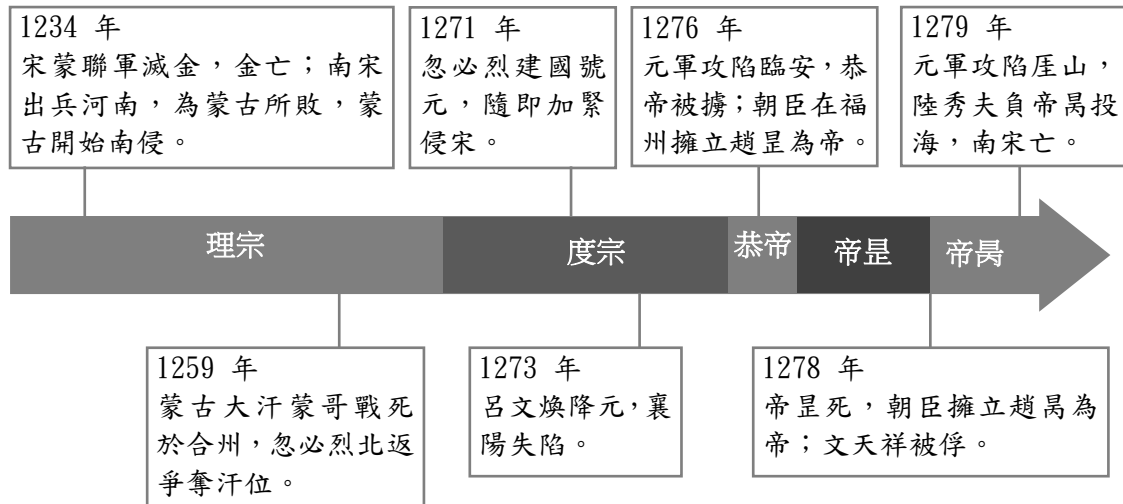 1234 年
宋蒙聯軍滅金，金亡；南宋
出兵河南，為蒙古所敗，蒙
古開始南侵。
1271 年
忽必烈建國號
元，隨即加緊
侵宋。
1276 年
元軍攻陷臨安，恭
帝被擄；朝臣在福
州擁立趙昰為帝。
1279 年
元軍攻陷厓山，
陸秀夫負帝昺投
海，南宋亡。
理宗
度宗
恭帝
帝昰
帝昺
1259 年
蒙古大汗蒙哥戰死
於合州，忽必烈北返
爭奪汗位。
1273 年
呂文煥降元，襄
陽失陷。
1278 年
帝昰死，朝臣擁立趙昺為
帝；文天祥被俘。